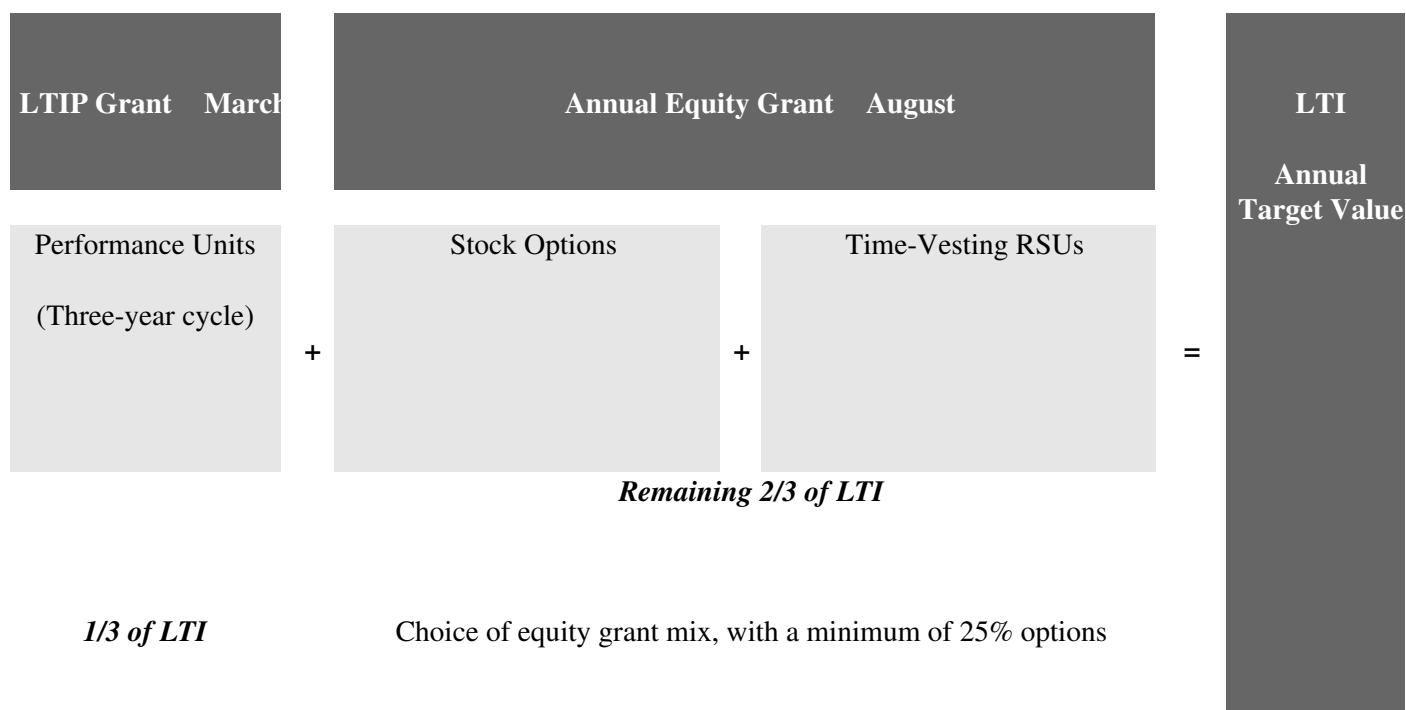 LTIP Grant March
Annual Equity Grant August
LTI
Annual
Target Value
Performance Units
(Three-year cycle)
+
Stock Options
+
Time-Vesting RSUs
=
Remaining 2/3 of LTI
1/3 of LTI
Choice of equity grant mix, with a minimum of 25% options